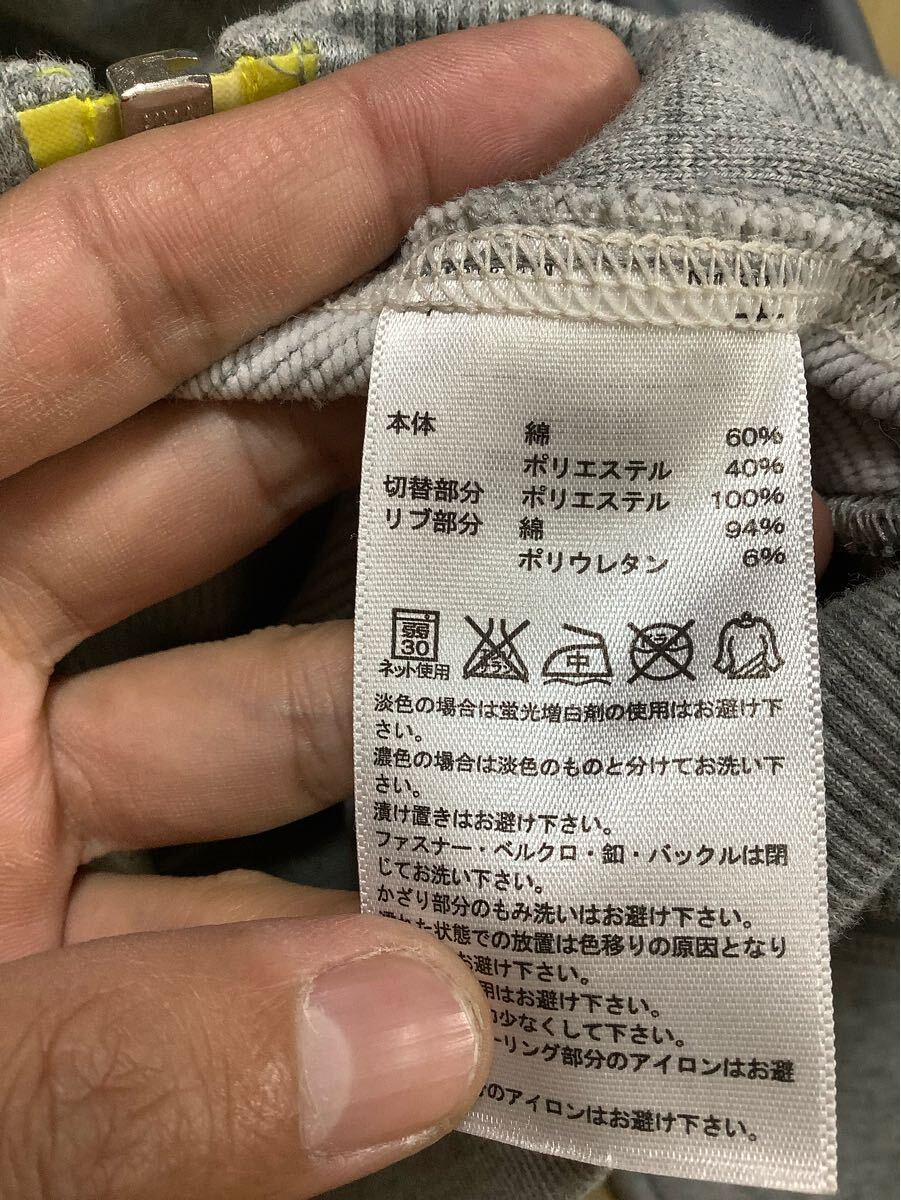 本体 綿 60%
ポリエステル 40%
切替部分 ポリエステル 100%
リブ部分 綿 94%
ポリウレタン 6%
弱
30
ネット使用
中
淡色の場合は蛍光増白剤の使用はお避け下
さい。
濃色の場合は淡色のものと分けてお洗い下
さい。
漬け置きはお避け下さい。
ファスナー・ベルクロ・釦・バックルは閉
じてお洗い下さい。
かざり部分のもみ洗いはお避け下さい。
た状態での放置は色移りの原因となり
お避け下さい。
用はお避け下さい。
少なくして下さい。
ーリング部分のアイロンはお避
のアイロンはお避け下さい。